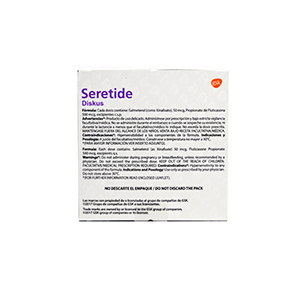 gsk
Seretide
Diskus
Fórmula: Cada dosis contiene: Salmeterol (como Xinafoato), 50 mcg, Propionato de Fluticasona
500 mcg, excipientes c.s.p.
Advertencias*: Producto de uso delicado. Adminístrese por prescripción y bajo estricta vigilancia
facultativa/médica. No se administre durante el embarazo o cuando se sospeche su existencia ni durante
la lactancia a menos que el facultativo/médico lo indique. No exceda la dosis prescrita.
MANTENGASE FUERA DEL ALCANCE DE LOS NIÑOS. VENTA BAJO RECETA FACULTATIVA/MEDICA.
Contraindicaciones*: Hipersensibilidad a cualquier componente de la fórmula. Indicaciones y
Posología: A juicio del facultativo/médico. Consérvese a temperatura no mayor a 30°C.
*(PARA MAYOR INFORMACIÓN VER INSERTO ADJUNTO).
Formula: Each dose contains: Salmeterol (as Xinafoate) 50 mcg, Fluticasone Propionate
500 mcg, excipients q.s.
Warnings*: Do not administer during pregnancy or breastfeeding, unless recommended by a
physician. Do not exceed the prescribed dose. KEEP OUT OF THE REACH OF CHILDREN.
FACULTATIVE/MEDICAL PRESCRIPTION REQUIRED. Contraindications*: Hypersensitivity to any
component of the formula. Indications and Posology: Use only as prescribed by a physician.
Do not store above 30°C.
*(FOR FURTHER INFORMATION READ ENCLOSED LEAFLET).
NO DESCARTE EL EMPAQUE / DO NOT DISCARD THE PACK
Las marcas son propiedad de o licenciadas al grupo de compañías de GSK.
©2017 Grupo de compañías de GSK o sus licenciantes.
Trade marks are owned by or licensed to the GSK group of companies.
©2017 GSK group of companies or its licensor.